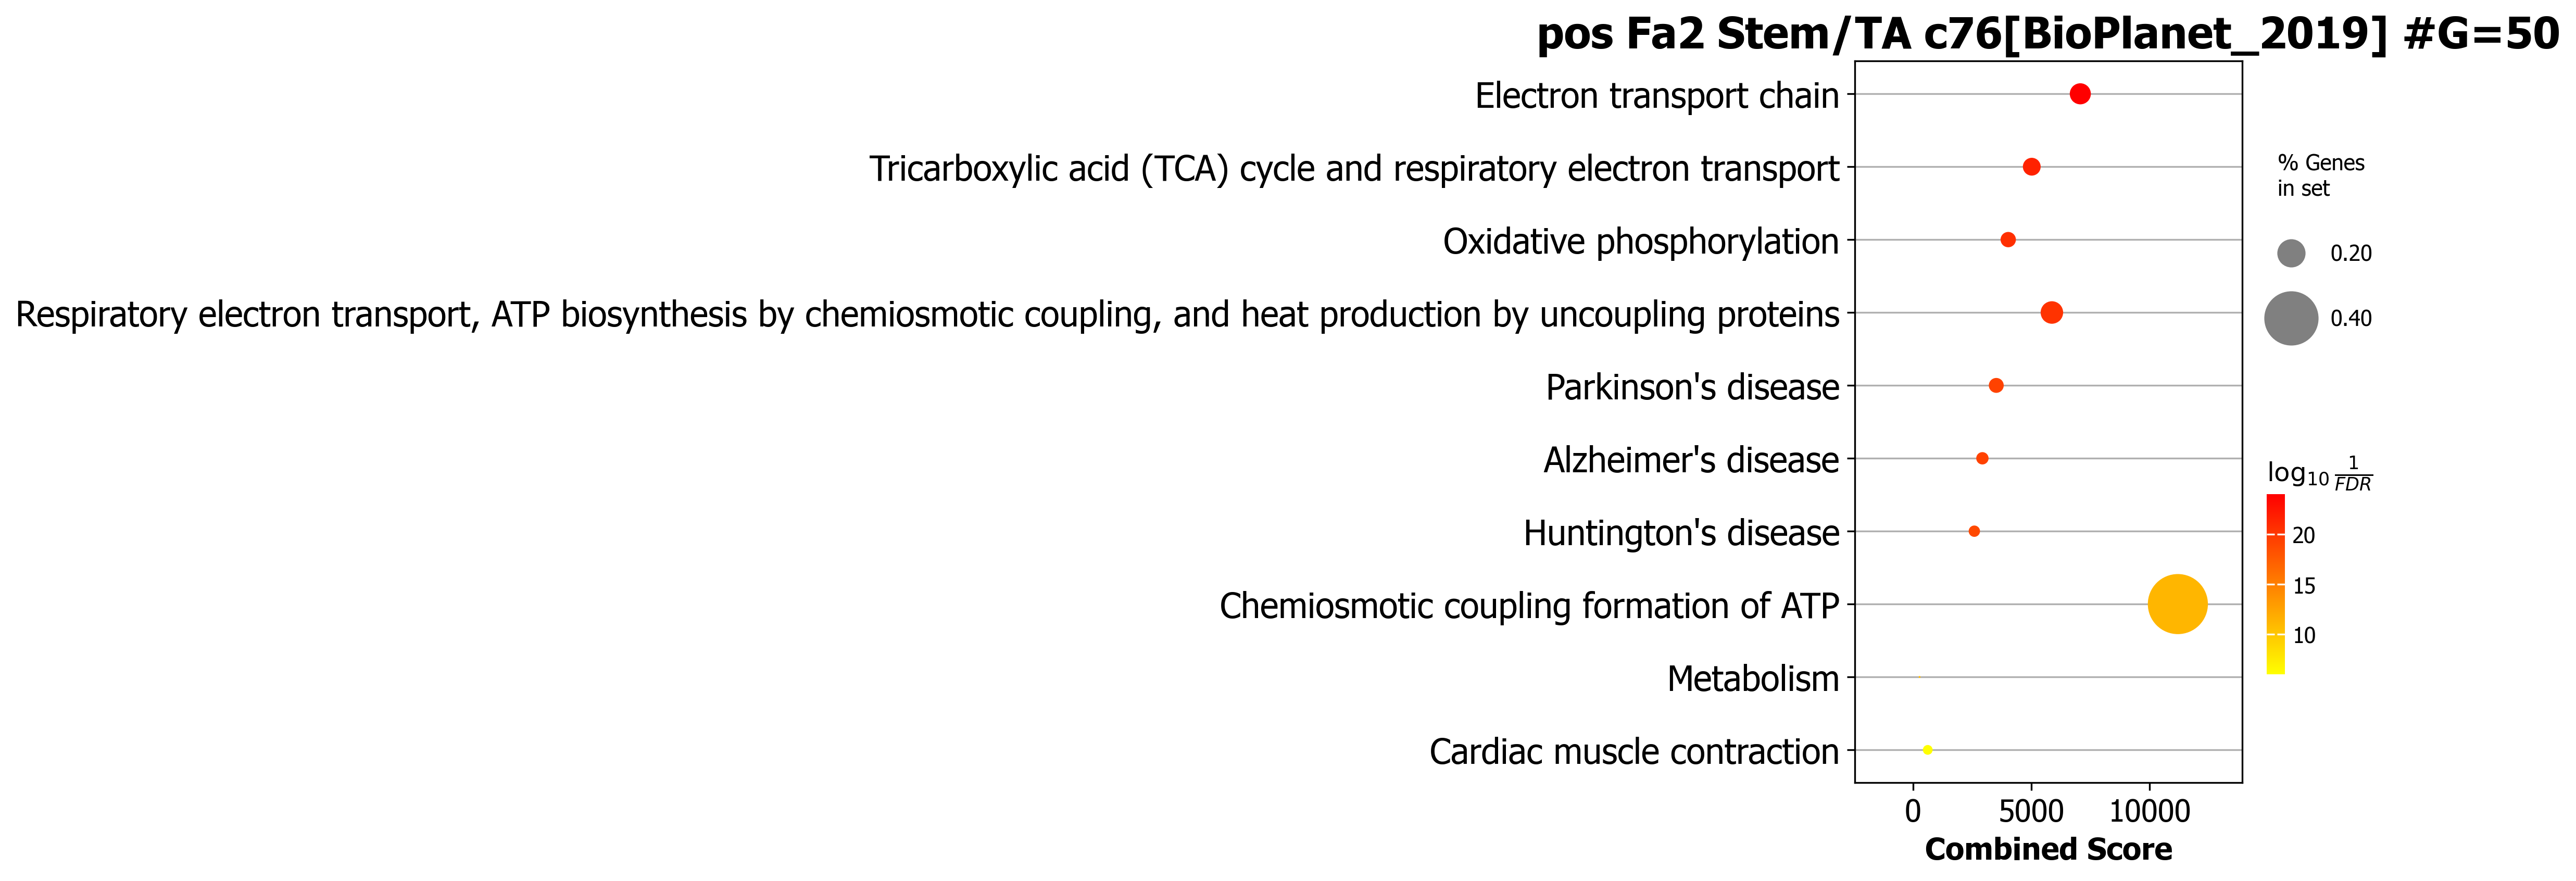 pos Fa2 Stem/TA c76[BioPlanet_2019] #G=50
Electron transport chain
Tricarboxylic acid (TCA) cycle and respiratory electron transport
Oxidative phosphorylation
Respiratory electron transport, ATP biosynthesis by chemiosmotic coupling, and heat production by uncoupling proteins
Parkinson's disease
Alzheimer's disease
Huntington's disease
Chemiosmotic coupling formation of ATP
Metabolism
Cardiac muscle contraction
0 5000 10000
Combined Score
% Genes
in set
0.20
0.40
log₁₀ 1/FDR
20
15
10